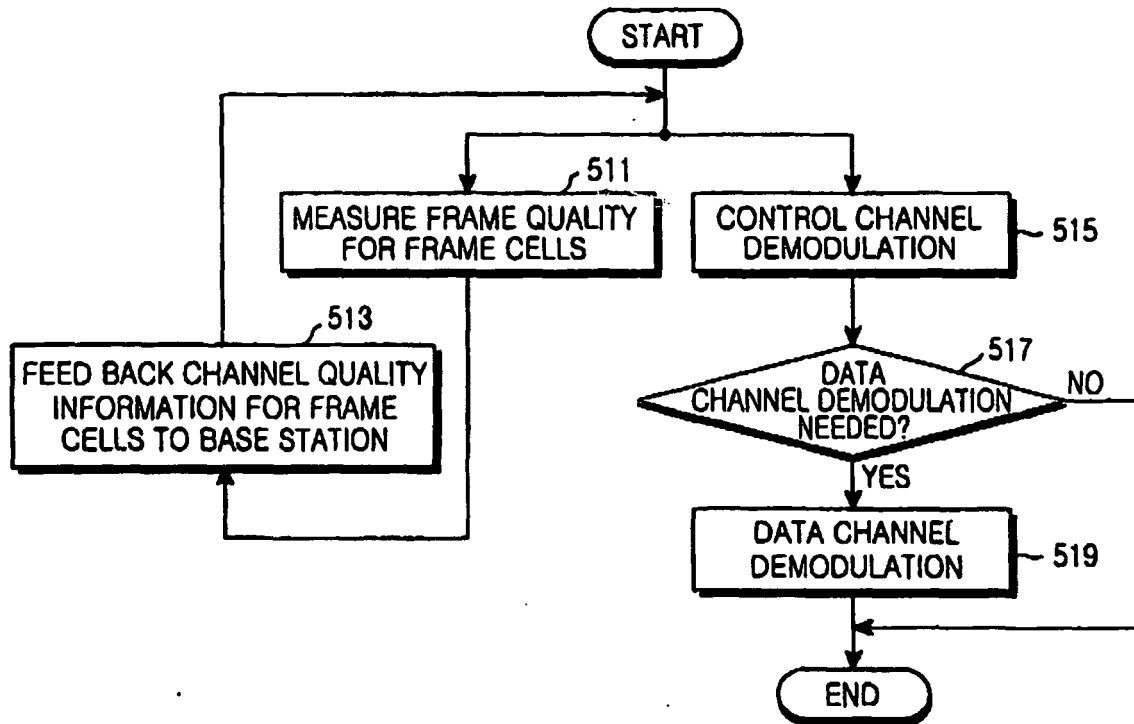 START
511
MEASURE FRAME QUALITY
FOR FRAME CELLS
CONTROL CHANNEL
DEMODULATION
515
513
FEED BACK CHANNEL QUALITY
INFORMATION FOR FRAME
CELLS TO BASE STATION
517
DATA
CHANNEL DEMODULATION
NEEDED?
NO
YES
DATA CHANNEL
DEMODULATION
519
END